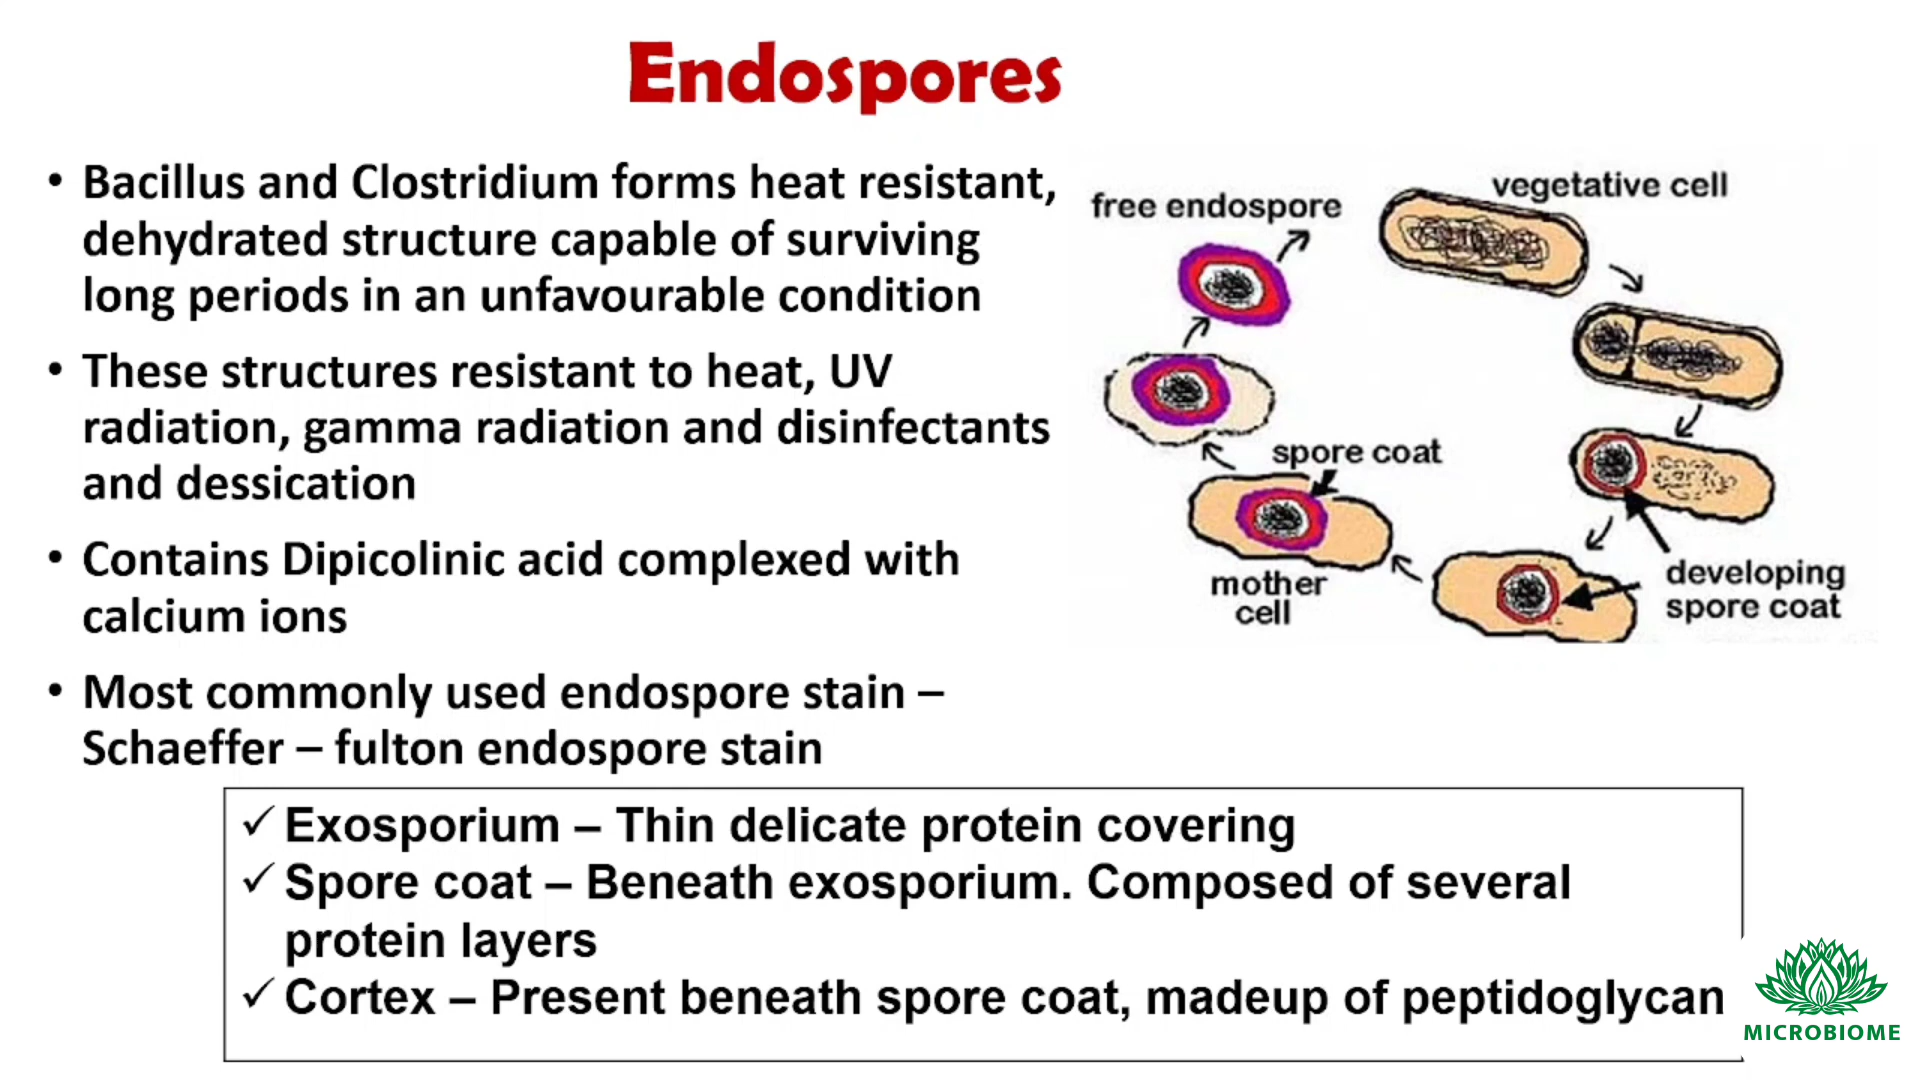 Endospores
• Bacillus and Clostridium forms heat resistant,
dehydrated structure capable of surviving
long periods in an unfavourable condition
• These structures resistant to heat, UV
radiation, gamma radiation and disinfectants
and dessication
• Contains Dipicolinic acid complexed with
calcium ions
• Most commonly used endospore stain –
Schaeffer – fulton endospore stain
free endospore
vegetative cell
spore coat
mother
cell
developing
spore coat
✓ Exosporium – Thin delicate protein covering
✓ Spore coat – Beneath exosporium. Composed of several
protein layers
✓ Cortex – Present beneath spore coat, madeup of peptidoglycan
MICROBIOME